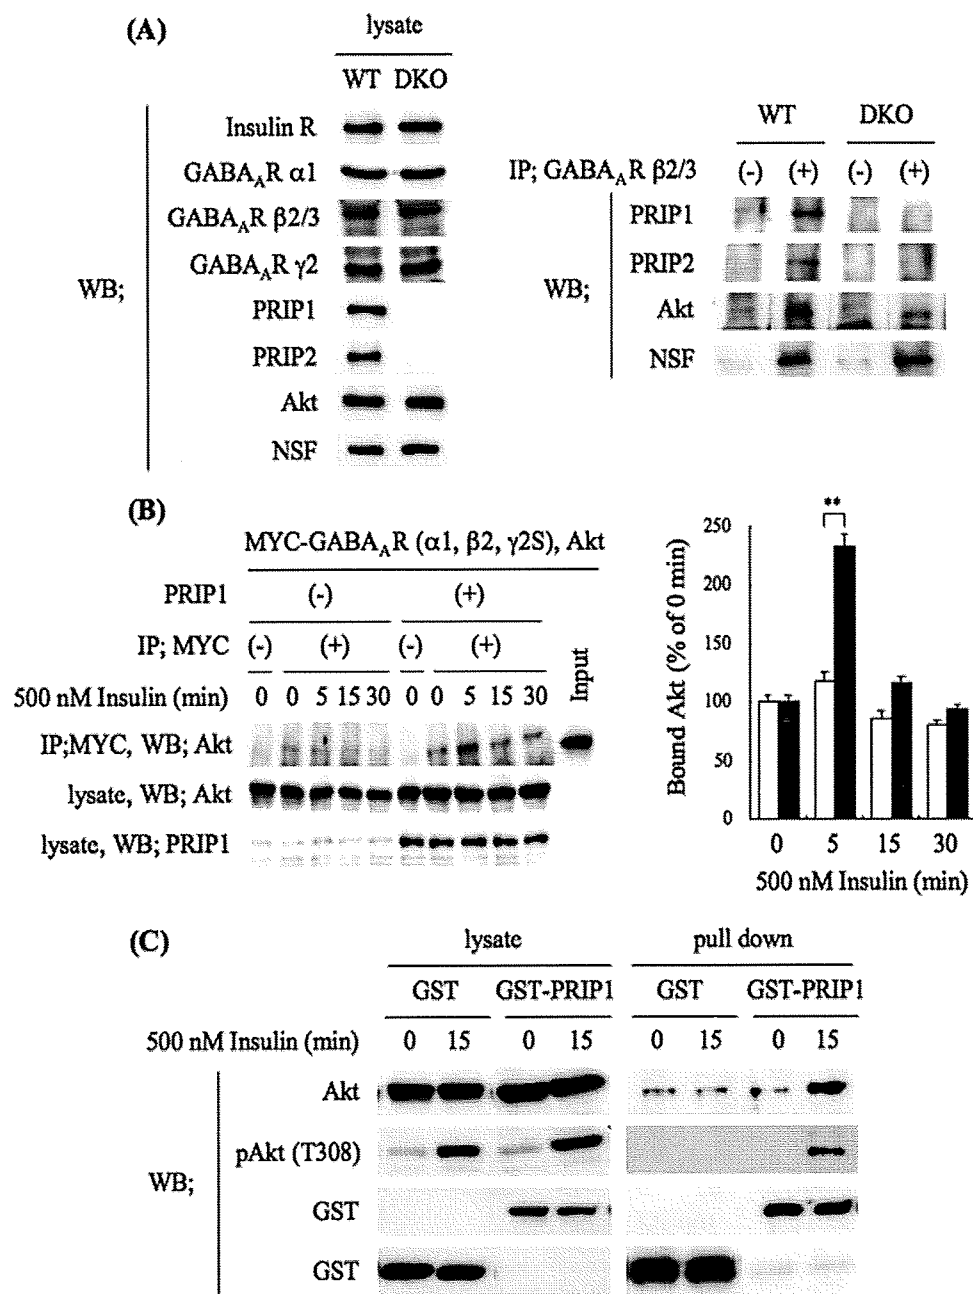 (A)
lysate
WT DKO
Insulin R
GABA_AR α1
GABA_AR β2/3
GABA_AR γ2
WB;
PRIP1
PRIP2
Akt
NSF
WT DKO
IP; GABA_AR β2/3 (-) (+) (-) (+)
PRIP1
PRIP2
WB;
Akt
NSF
(B)
MYC-GABA_AR (α1, β2, γ2S), Akt
PRIP1 (-) (+)
IP; MYC (-) (+) (-) (+) Input
500 nM Insulin (min) 0 0 5 15 30 0 0 5 15 30
IP;MYC, WB; Akt
lysate, WB; Akt
lysate, WB; PRIP1
**
250
200
150
100
50
0
Bound Akt (% of 0 min)
0 5 15 30
500 nM Insulin (min)
(C)
lysate pull down
GST GST-PRIP1 GST GST-PRIP1
500 nM Insulin (min) 0 15 0 15 0 15 0 15
Akt
pAkt (T308)
WB;
GST
GST